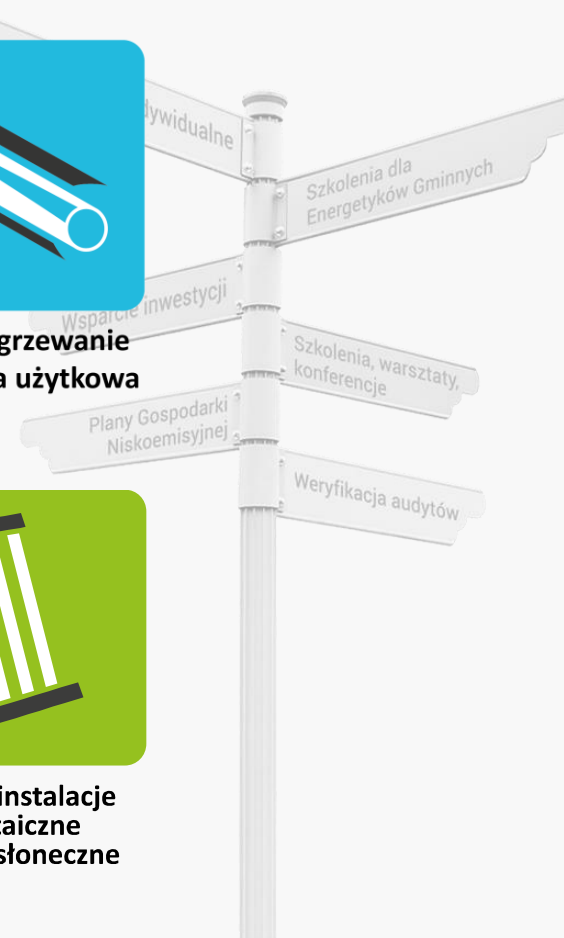 dywidualne
Szkolenia dla
Energetyków Gminnych
Wsparcie inwestycji
grzewanie
a użytkowa
Szkolenia, warsztaty,
konferencje
Plany Gospodarki
Niskoemisyjnej
Weryfikacja audytów
instalacje
taiczne
słoneczne